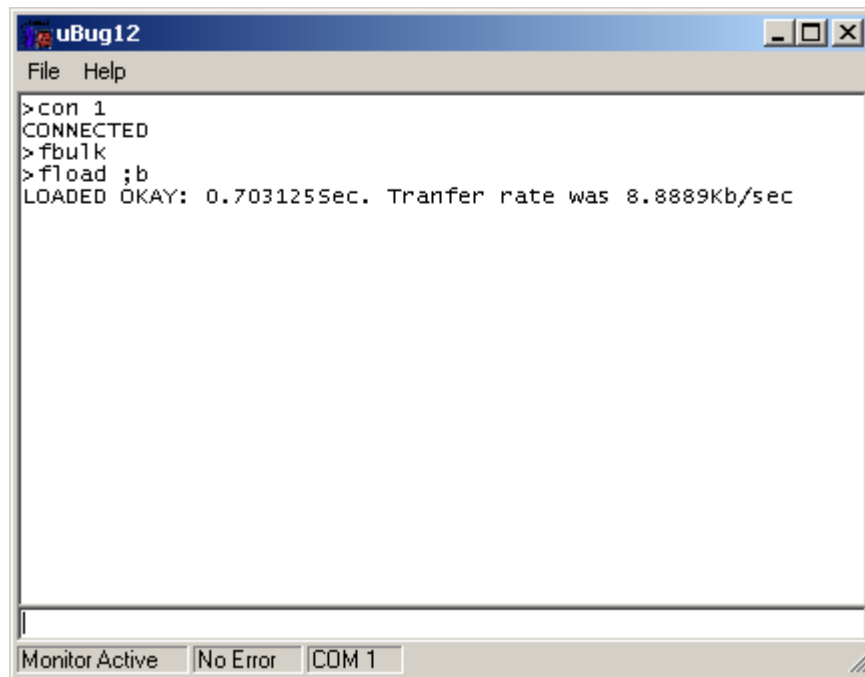 uBug12
File Help
>con 1
CONNECTED
>fbulk
>fload ;b
LOADED OKAY: 0.703125Sec. Tranfer rate was 8.8889Kb/sec
Monitor Active No Error COM 1